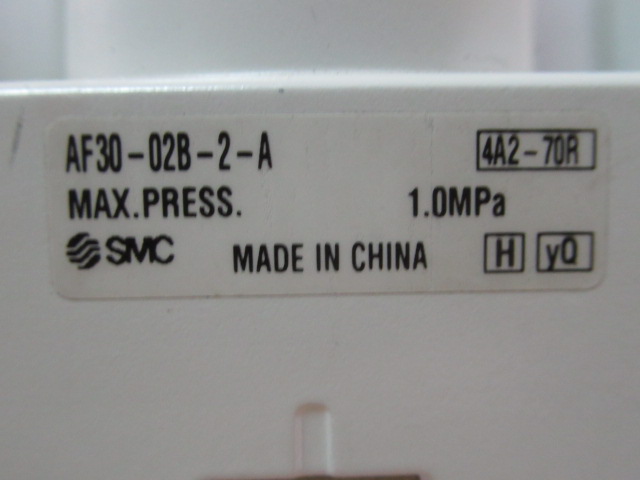 AF30-02B-2-A 4A2-70R
MAX.PRESS. 1.0MPa
SMC MADE IN CHINA H yQ